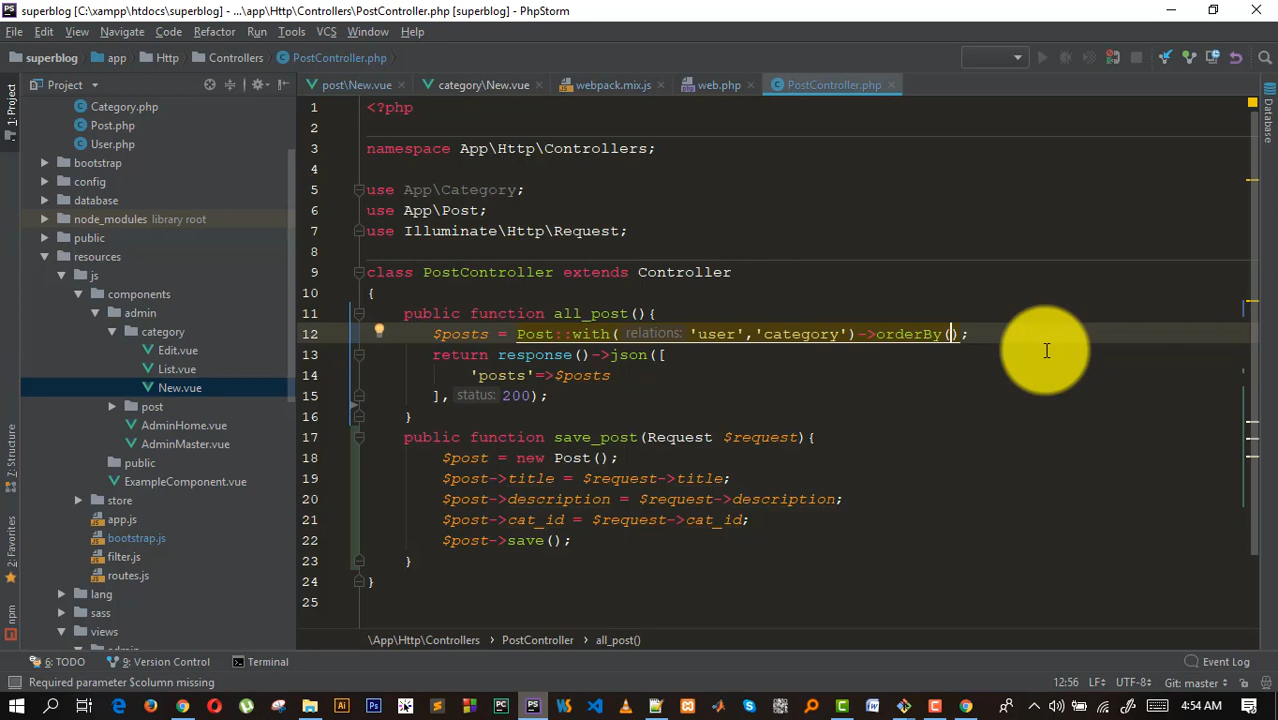 superblog [C:\xampp\htdocs\superblog] - ...\app\Http\Controllers\PostController.php [superblog] - PhpStorm
File Edit View Navigate Code Refactor Run Tools VCS Window Help
superblog app Http Controllers PostController.php
Project post\New.vue category\New.vue webpack.mix.js web.php PostController.php
1: Project
7: Structure
2: Favorites
npm
Database
Category.php
Post.php
User.php
bootstrap
config
database
node_modules library root
public
resources
js
components
admin
category
Edit.vue
List.vue
New.vue
post
AdminHome.vue
AdminMaster.vue
public
ExampleComponent.vue
store
app.js
bootstrap.js
filter.js
routes.js
lang
sass
views
admin
1 <?php
2
3 namespace App\Http\Controllers;
4
5 use App\Category;
6 use App\Post;
7 use Illuminate\Http\Request;
8
9 class PostController extends Controller
10 {
11 public function all_post(){
12 $posts = Post::with( relations: 'user','category')->orderBy();
13 return response()->json([
14 'posts'=>$posts
15 ], status: 200);
16 }
17 public function save_post(Request $request){
18 $post = new Post();
19 $post->title = $request->title;
20 $post->description = $request->description;
21 $post->cat_id = $request->cat_id;
22 $post->save();
23 }
24 }
25
\App\Http\Controllers PostController all_post()
6: TODO 9: Version Control Terminal Event Log
Required parameter $column missing 12:56 LF÷ UTF-8÷ Git: master÷
4:54 AM